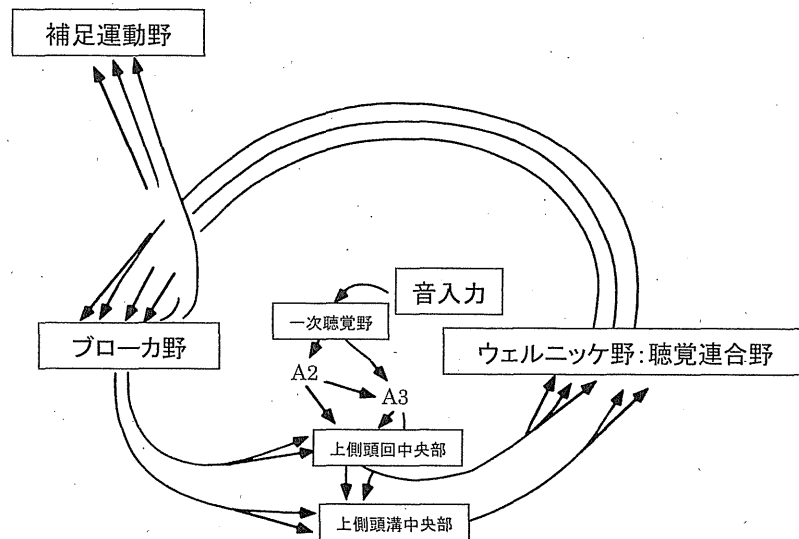 補足運動野
音入力
一次聴覚野
ブローカ野
ウェルニッケ野:聴覚連合野
A2
A3
上側頭回中央部
上側頭溝中央部